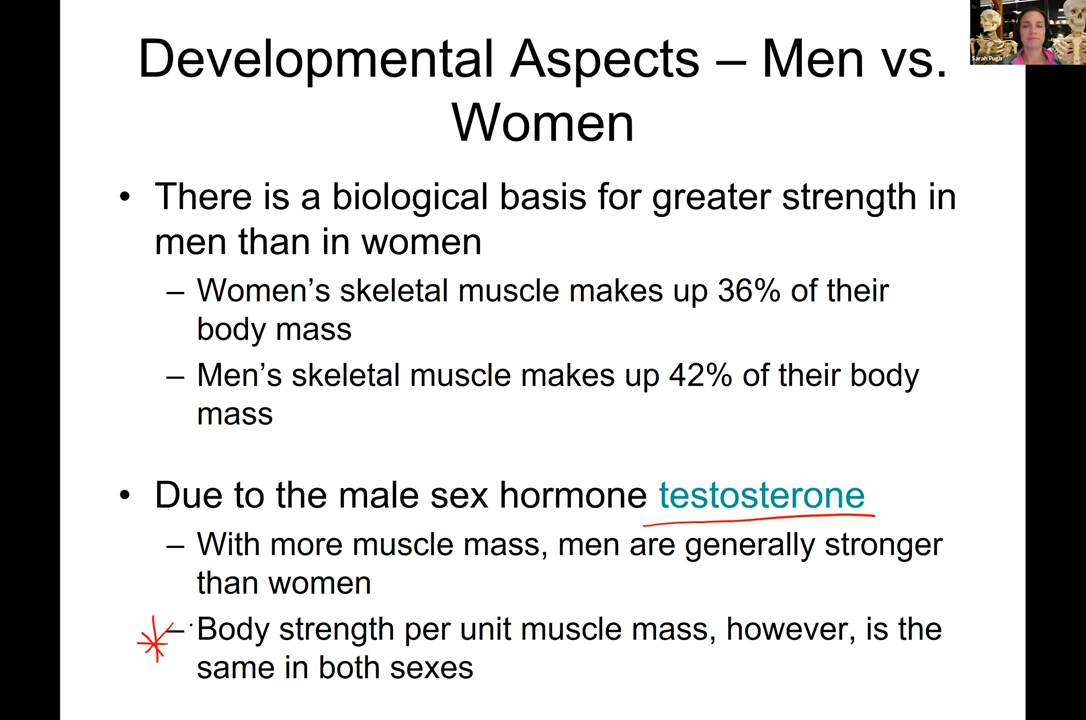 Developmental Aspects – Men vs.
Women
• There is a biological basis for greater strength in
men than in women
– Women’s skeletal muscle makes up 36% of their
body mass
– Men’s skeletal muscle makes up 42% of their body
mass
• Due to the male sex hormone testosterone
– With more muscle mass, men are generally stronger
than women
– Body strength per unit muscle mass, however, is the
same in both sexes
Sarah Pugh